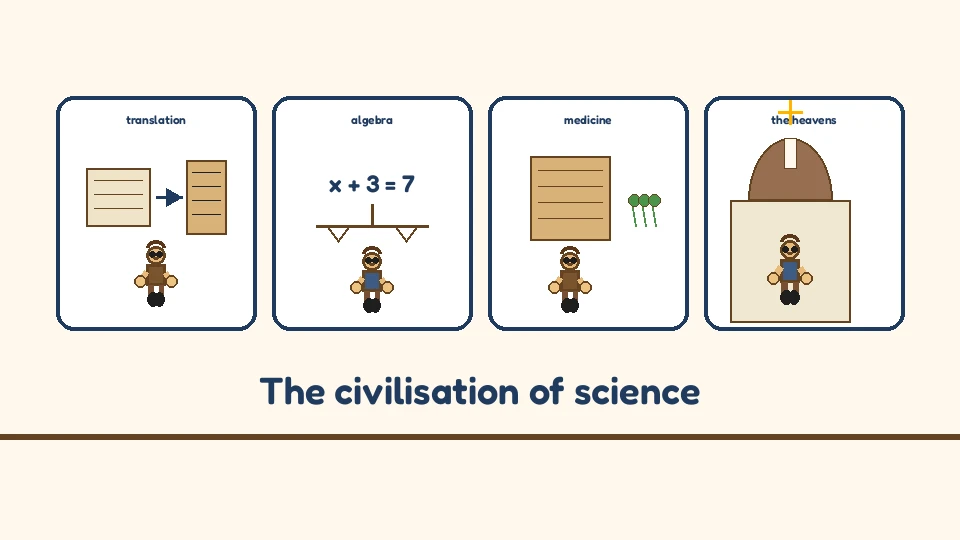 translation
algebra
medicine
the heavens
x + 3 = 7
The civilisation of science